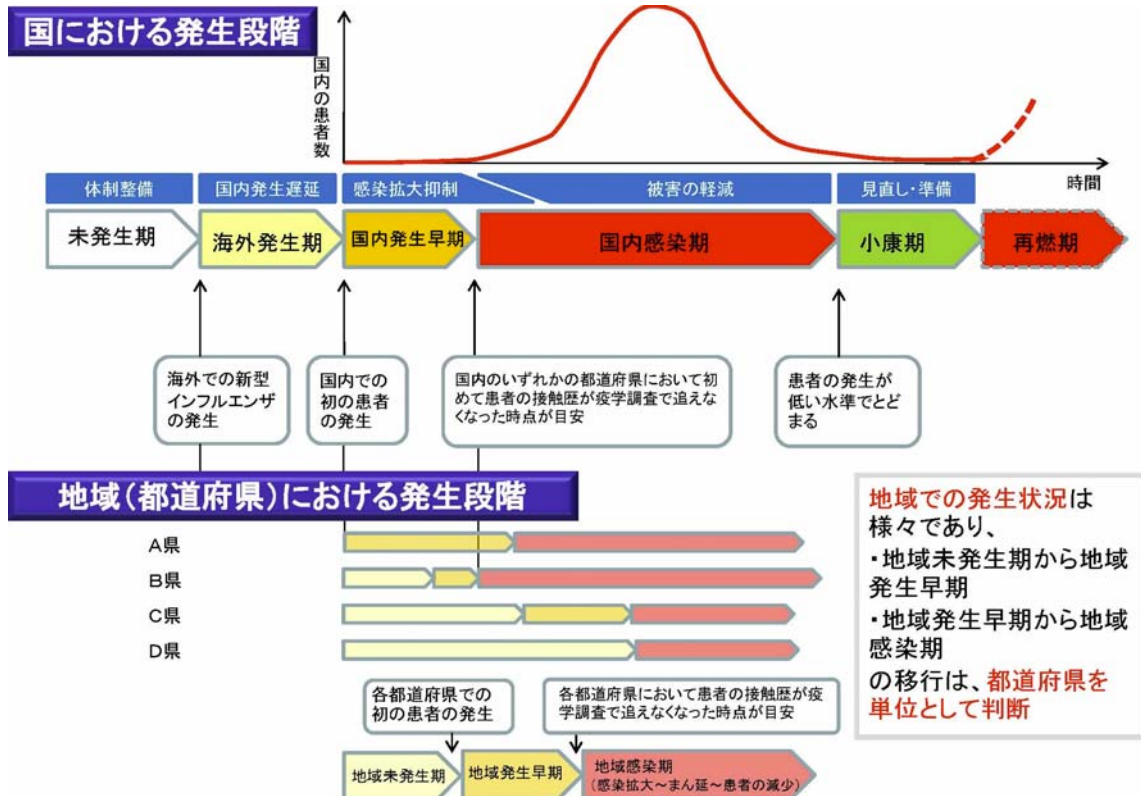 国における発生段階
国内の患者数
時間
体制整備
国内発生遅延
感染拡大抑制
被害の軽減
見直し・準備
未発生期
海外発生期
国内発生早期
国内感染期
小康期
再燃期
海外での新型
インフルエンザ
の発生
国内での
初の患者
の発生
国内のいずれかの都道府県において初
めて患者の接触歴が疫学調査で追えな
くなった時点が目安
患者の発生が
低い水準でとど
まる
地域(都道府県)における発生段階
A県
B県
C県
D県
各都道府県での
初の患者の発生
各都道府県において患者の接触歴が疫
学調査で追えなくなった時点が目安
地域未発生期
地域発生早期
地域感染期
(感染拡大～まん延～患者の減少)
地域での発生状況は
様々であり、
・地域未発生期から地域
発生早期
・地域発生早期から地域
感染期
の移行は、都道府県を
単位として判断